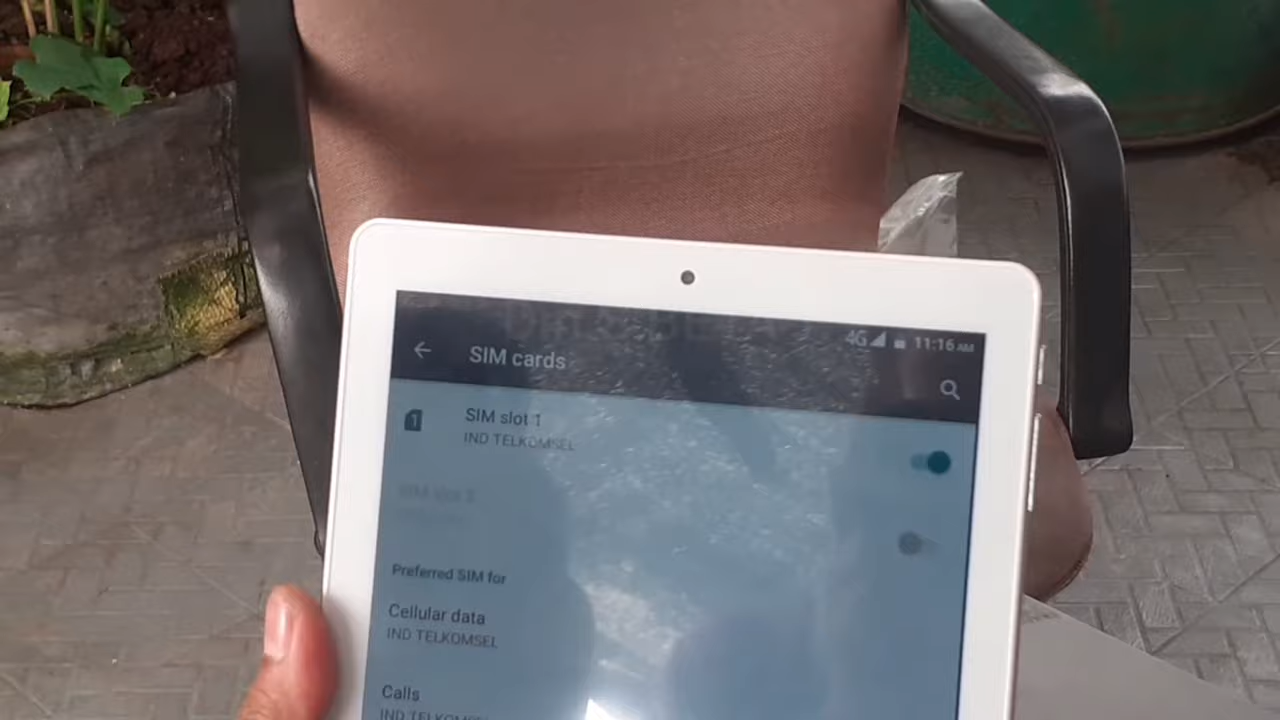 4G 11:16 AM
SIM cards
1
SIM slot 1
IND TELKOMSEL
SIM slot 2
Preferred SIM for
Cellular data
IND TELKOMSEL
Calls
IND TELKOMSEL